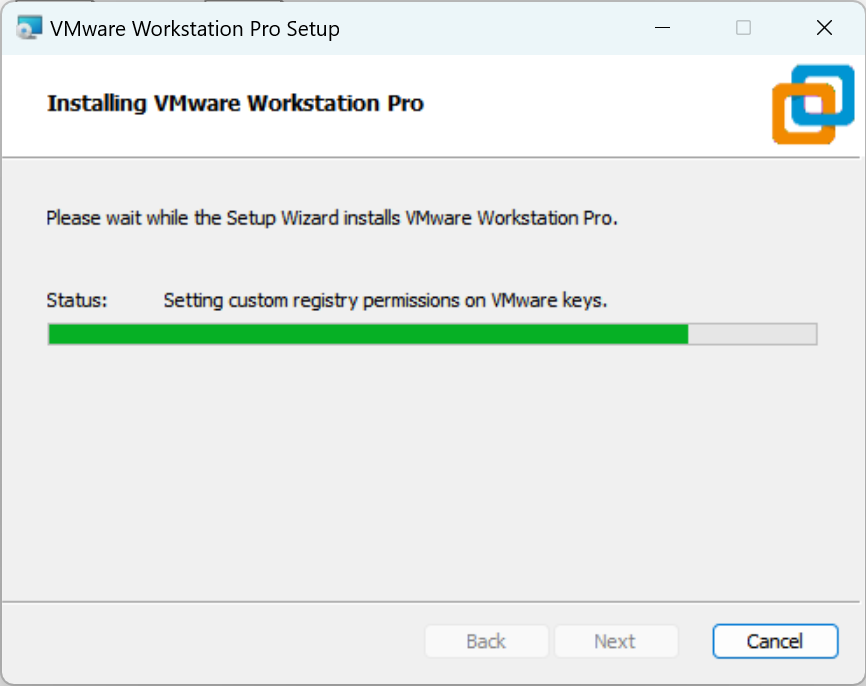 VMware Workstation Pro Setup
Installing VMware Workstation Pro
Please wait while the Setup Wizard installs VMware Workstation Pro.
Status: Setting custom registry permissions on VMware keys.
Back Next Cancel